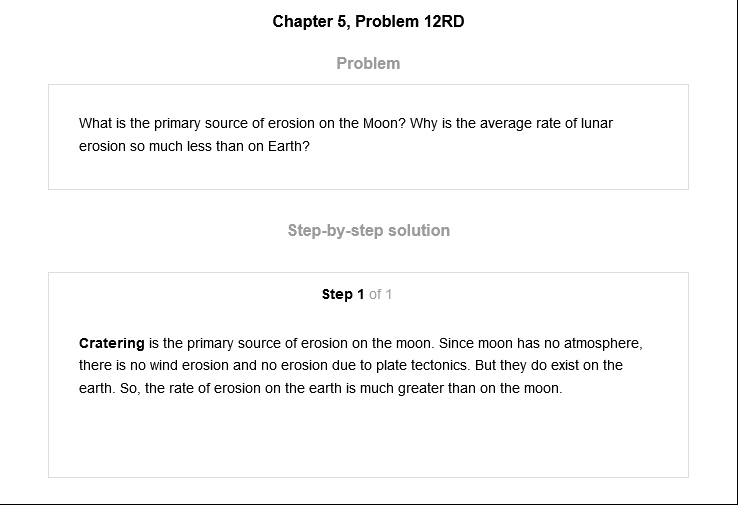 Chapter 5, Problem 12RD
Problem
What is the primary source of erosion on the Moon? Why is the average rate of lunar
erosion so much less than on Earth?
Step-by-step solution
Step 1 of 1
Cratering is the primary source of erosion on the moon. Since moon has no atmosphere,
there is no wind erosion and no erosion due to plate tectonics. But they do exist on the
earth. So, the rate of erosion on the earth is much greater than on the moon.